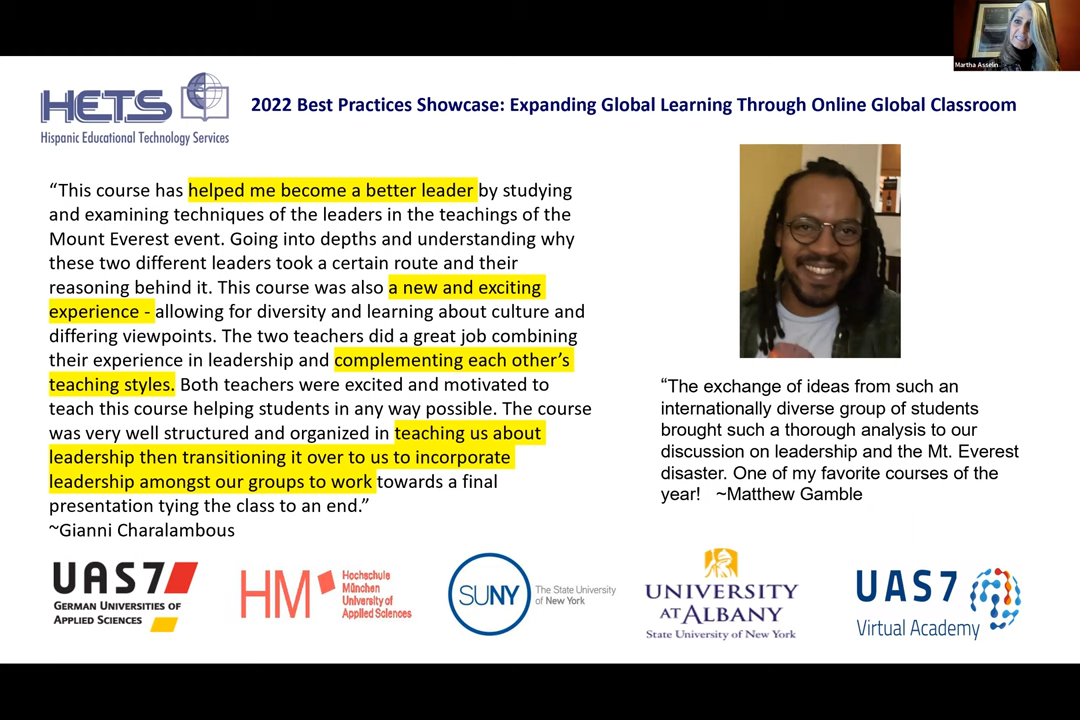 Martha Asselin
HETS
Hispanic Educational Technology Services
2022 Best Practices Showcase: Expanding Global Learning Through Online Global Classroom
“This course has helped me become a better leader by studying
and examining techniques of the leaders in the teachings of the
Mount Everest event. Going into depths and understanding why
these two different leaders took a certain route and their
reasoning behind it. This course was also a new and exciting
experience - allowing for diversity and learning about culture and
differing viewpoints. The two teachers did a great job combining
their experience in leadership and complementing each other’s
teaching styles. Both teachers were excited and motivated to
teach this course helping students in any way possible. The course
was very well structured and organized in teaching us about
leadership then transitioning it over to us to incorporate
leadership amongst our groups to work towards a final
presentation tying the class to an end.”
~Gianni Charalambous
“The exchange of ideas from such an
internationally diverse group of students
brought such a thorough analysis to our
discussion on leadership and the Mt. Everest
disaster. One of my favorite courses of the
year! ~Matthew Gamble
UAS7
GERMAN UNIVERSITIES OF
APPLIED SCIENCES
HM
Hochschule
München
University of
Applied Sciences
SUNY
The State University
of New York
UNIVERSITY
AT ALBANY
State University of New York
UAS7
Virtual Academy